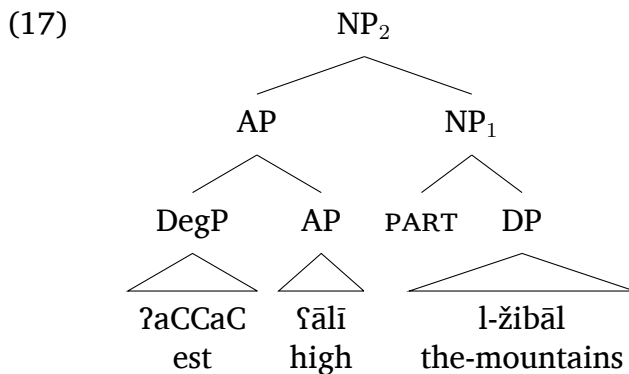 (17) NP₂
AP NP₁
DegP AP PART DP
ʔaCCaC ʕālī l-žibāl
est high the-mountains